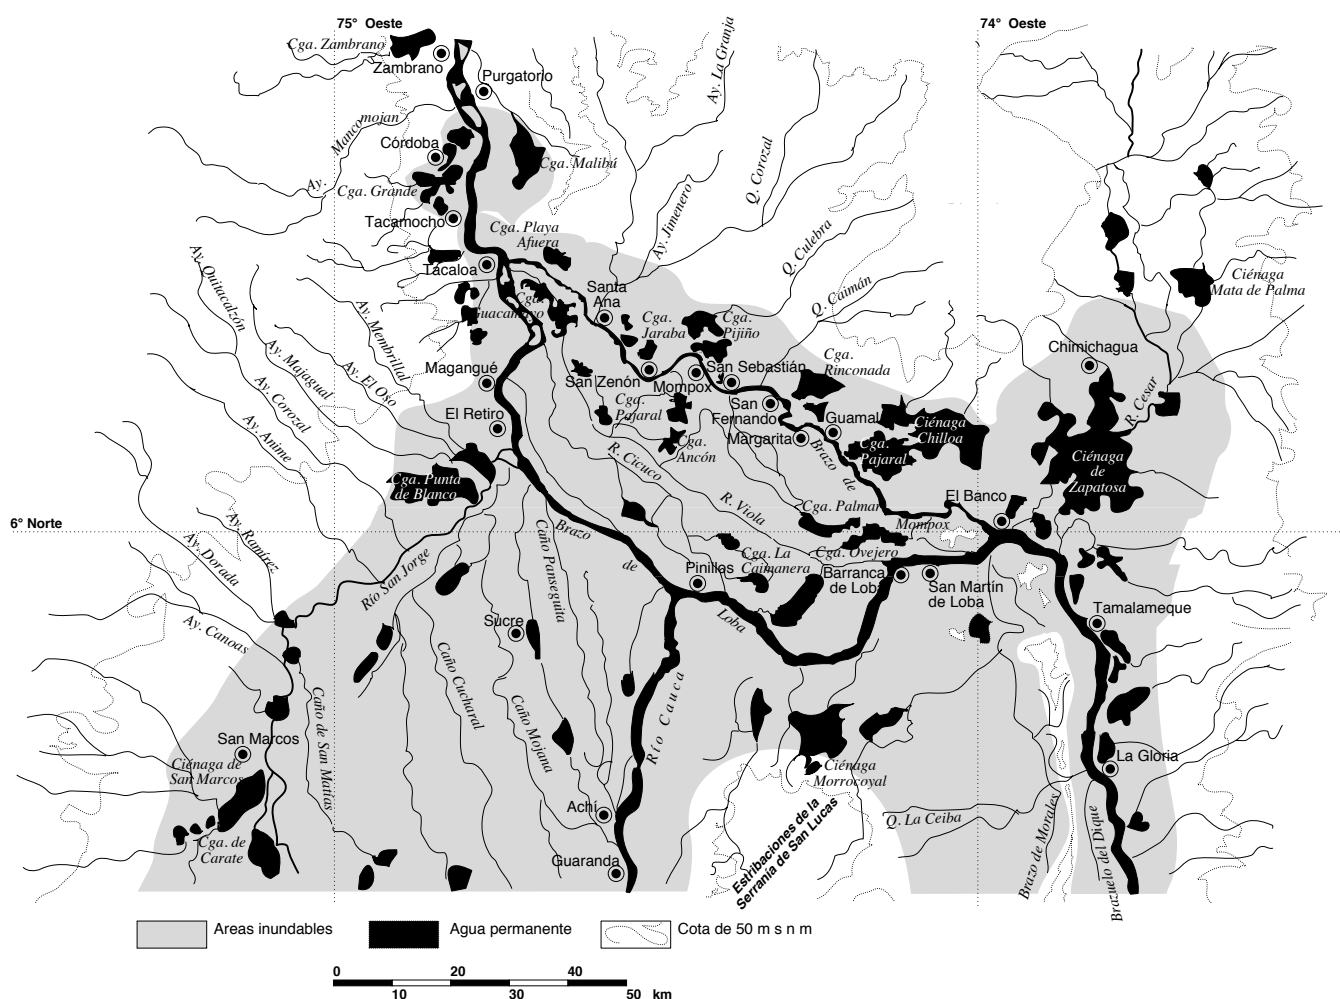 75° Oeste
74° Oeste
Cga. Zambrano
Zambrano
Purgatorio
Ay. La Granja
Ay. Mancomojan
Córdoba
Cga. Malibú
Cga. Grande
Q. Corozal
Ay. Jimenero
Tacamocho
Cga. Playa
Afuera
Q. Culebra
Tacaloa
Ay. Quitacalzón
Santa
Ana
Q. Caimán
Ciénaga
Mata de Palma
Cga.
Guacamayo
Ay. Membrillal
Cga.
Jaraba
Cga.
Pijiño
Ay. Majagual
Chimichagua
Cga.
Rinconada
Magangué
San Zenón
Mompox
San Sebastián
Ay. El Oso
Ay. Corozal
R. Cesar
El Retiro
Cga.
Pajaral
San
Fernando
Guamal
Ciénaga
Chilloa
Ay. Anime
Margarita
Cga.
Ancón
Cga.
Pajaral
Ciénaga
de
Zapatosa
Cga. Punta
de Blanco
R. Cicuco
Brazo
de
Mompox
R. Viola
El Banco
Cga. Palmar
6° Norte
Ay. Ramírez
Ay. Dorada
Brazo
de
Loba
Caño Panseguita
Cga. La
Caimanera
Cga. Ovejero
Río San Jorge
Pinillos
Barranca
de Loba
San Martín
de Loba
Tamalameque
Ay. Canoas
Sucre
Caño Cucharal
Caño de San Matías
Caño Mojana
Río Cauca
San Marcos
Ciénaga de
San Marcos
Ciénaga
Morrocoyal
La Gloria
Achí
Estribaciones de la
Serranía de San Lucas
Q. La Ceiba
Brazo de Morales
Brazuelo del Dique
Cga. de
Carate
Guaranda
Areas inundables
Agua permanente
Cota de 50 m s n m
0 20 40
10 30 50 km